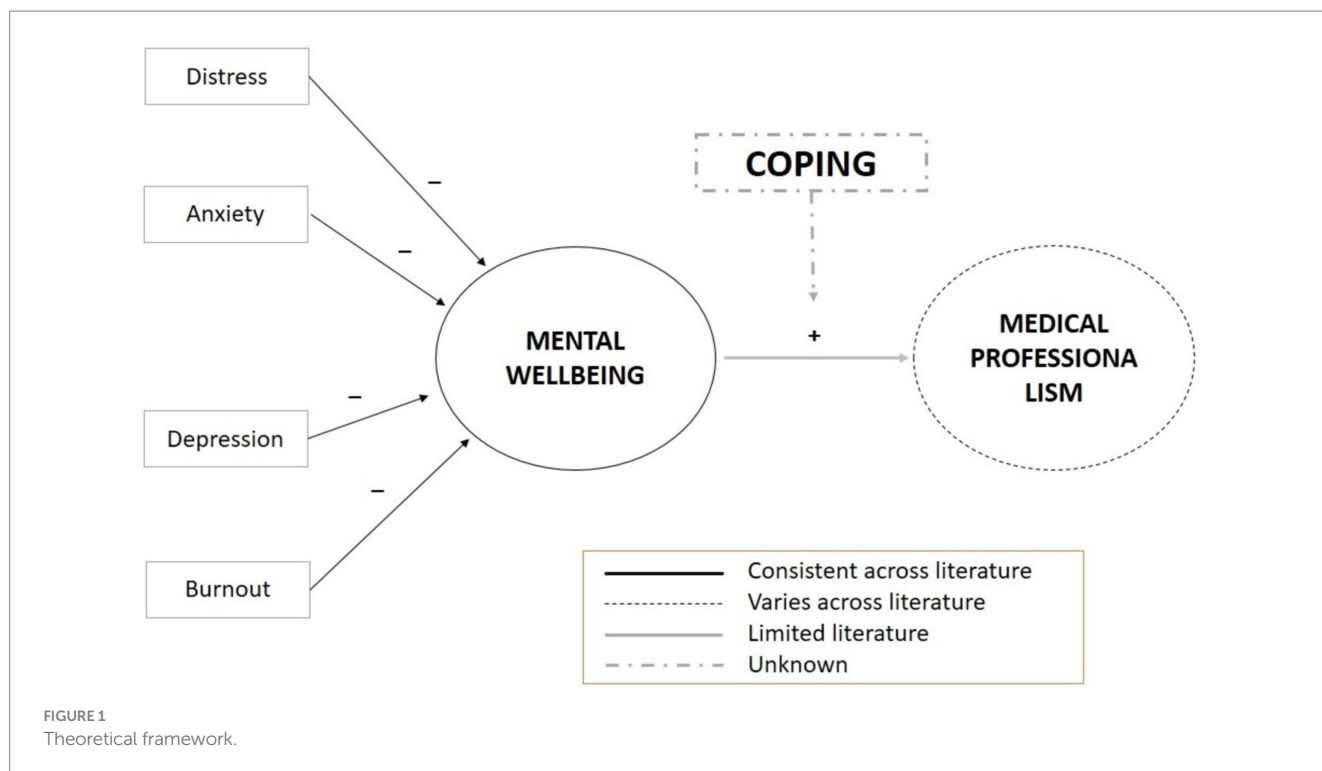 Distress
–
Anxiety
–
COPING
+
MENTAL
WELLBEING
MEDICAL
PROFESSIONA
LISM
–
Depression
–
Burnout
Consistent across literature
Varies across literature
Limited literature
Unknown
FIGURE 1
Theoretical framework.